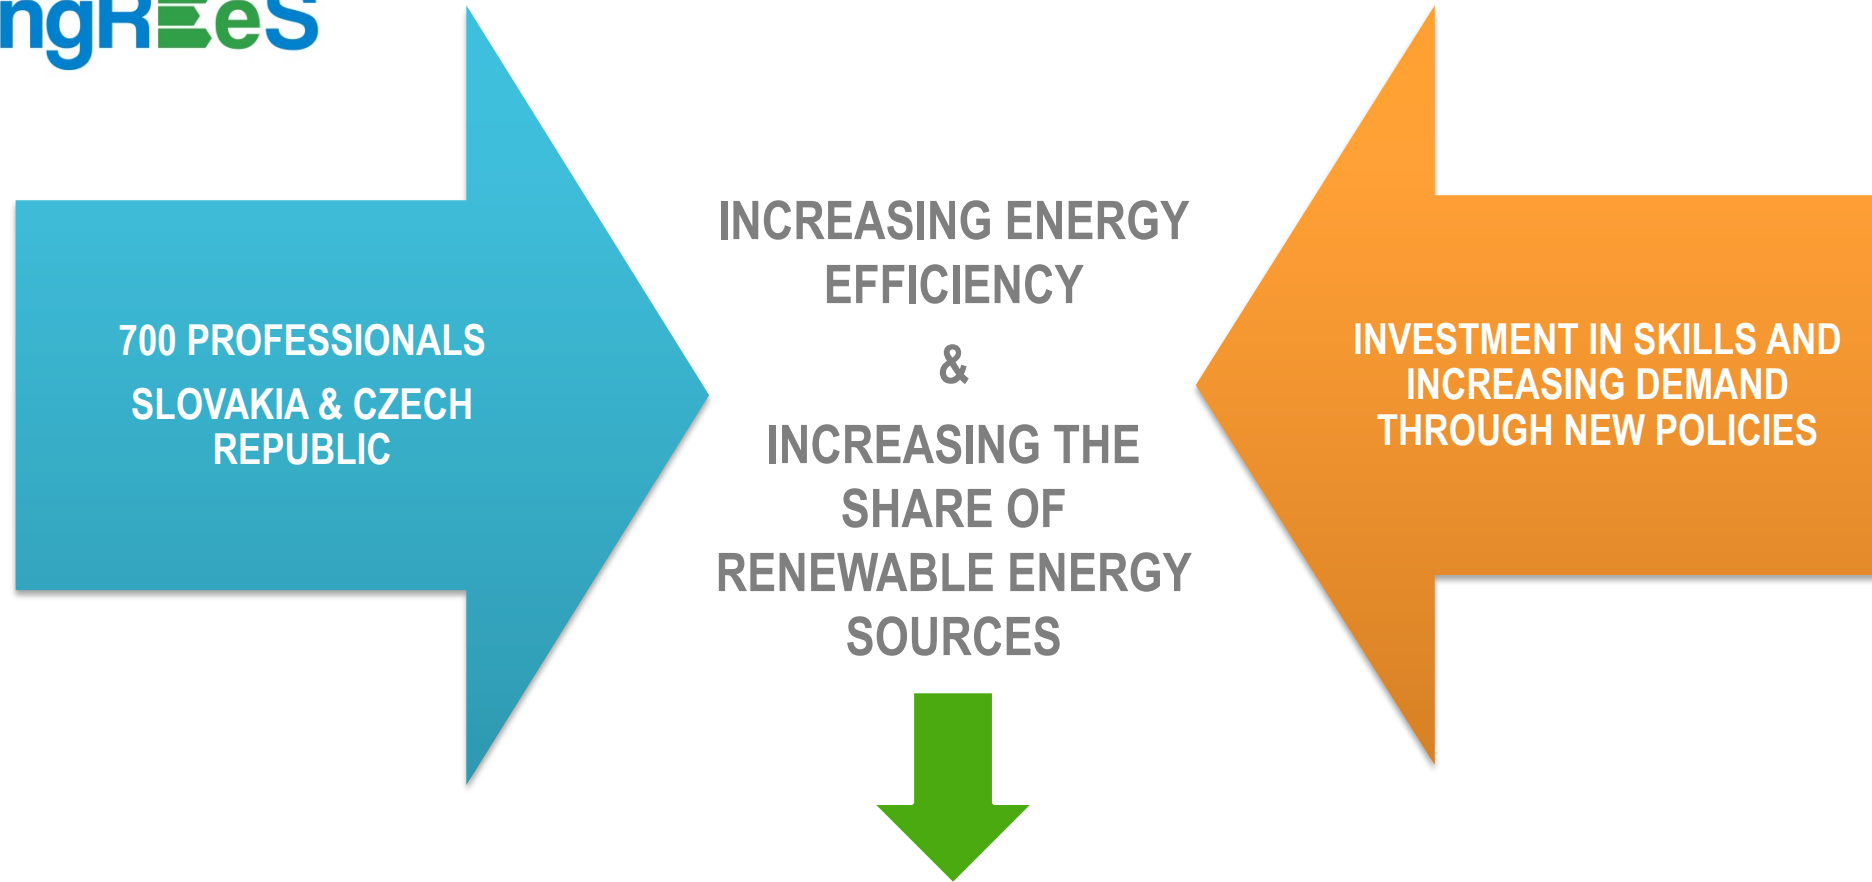 ngREeS
700 PROFESSIONALS
SLOVAKIA & CZECH
REPUBLIC
INCREASING ENERGY
EFFICIENCY
&
INCREASING THE
SHARE OF
RENEWABLE ENERGY
SOURCES
INVESTMENT IN SKILLS AND
INCREASING DEMAND
THROUGH NEW POLICIES